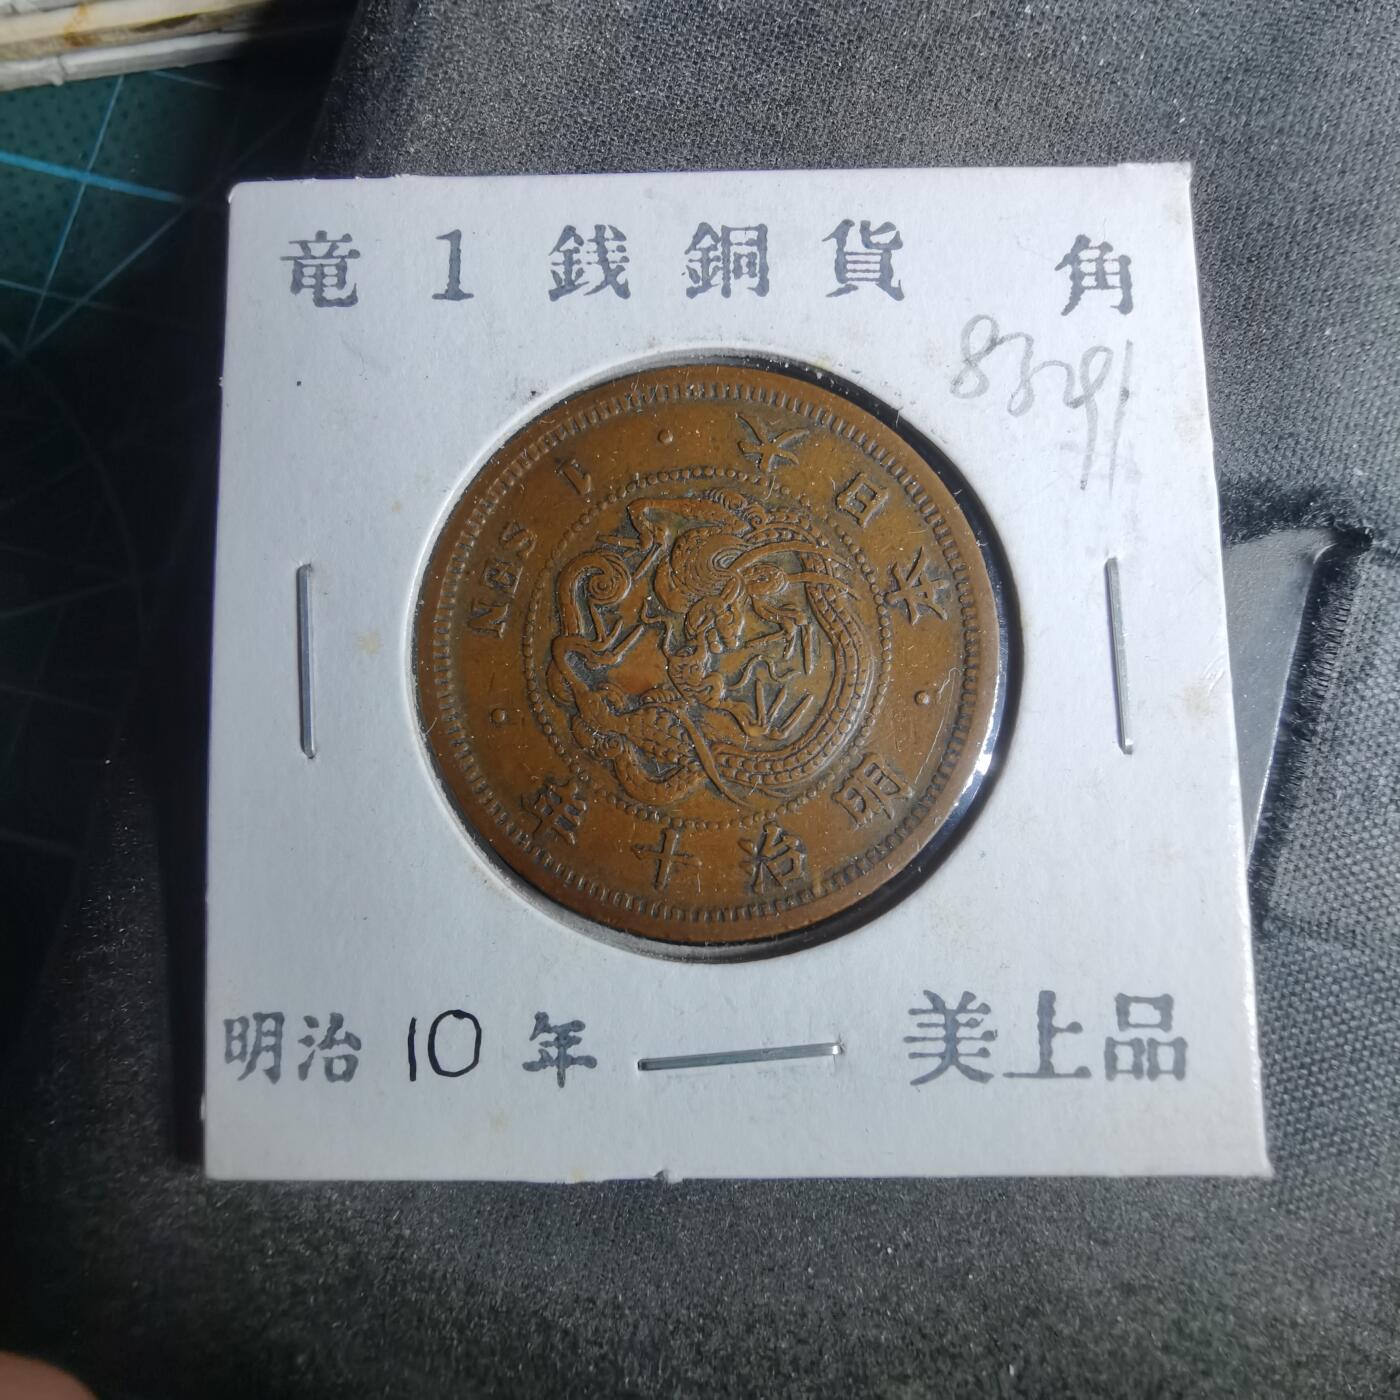 竜 1 銭 銅 貨 角
大日本・明治十年・1 SEN・
明治 10 年 美上品